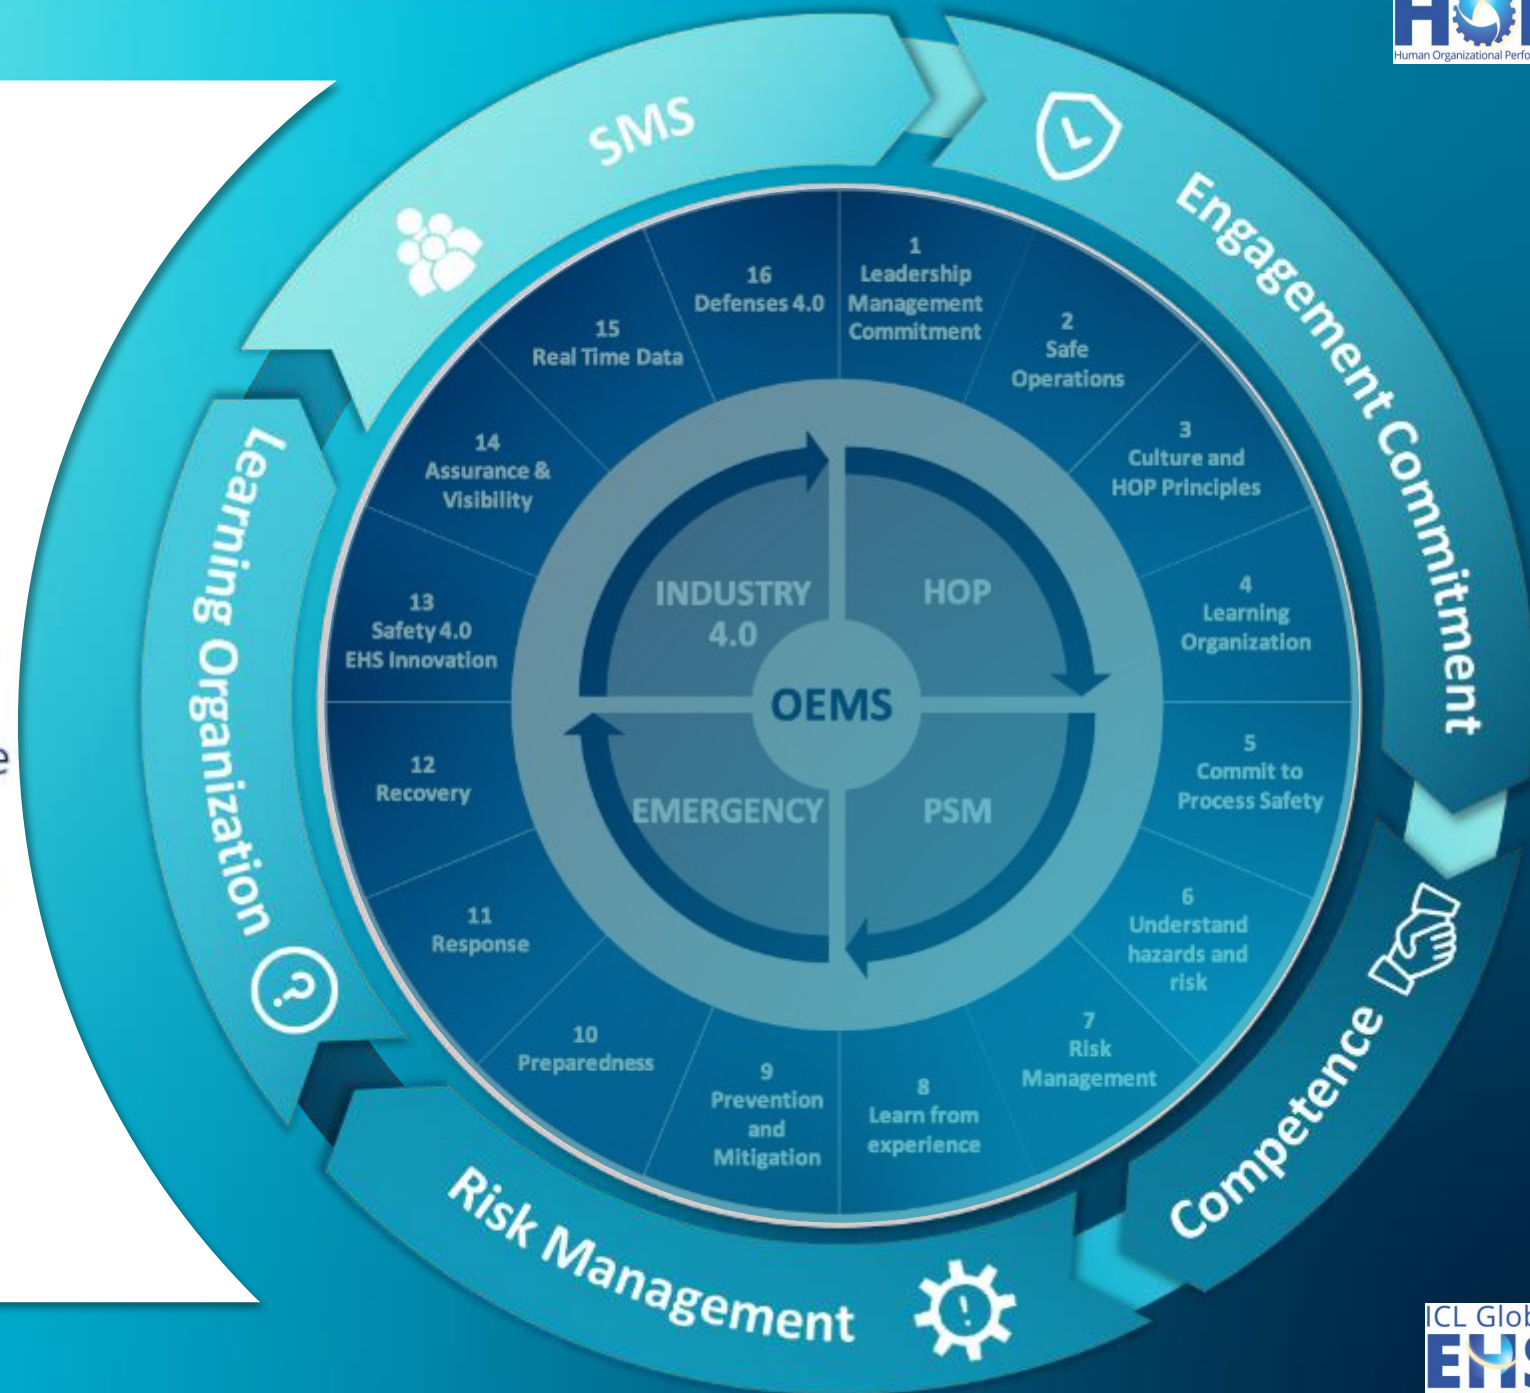 Human Organizational
SMS
Engagement Commitment
Competence
Risk Management
Learning Organization
1
Leadership
Management
Commitment
2
Safe
Operations
3
Culture and
HOP Principles
4
Learning
Organization
5
Commit to
Process Safety
6
Understand
hazards and
risk
7
Risk
Management
8
Learn from
experience
9
Prevention
and
Mitigation
10
Preparedness
11
Response
12
Recovery
13
Safety 4.0
EHS Innovation
14
Assurance &
Visibility
15
Real Time Data
16
Defenses 4.0
INDUSTRY
4.0
HOP
OEMS
EMERGENCY
PSM
ICL
EHS